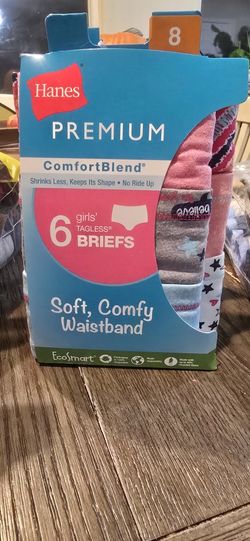 8
Hanes
PREMIUM
ComfortBlend®
Shrinks Less, Keeps Its Shape • No Ride Up
6 girls'
TAGLESS®
BRIEFS
believe
Soft, Comfy
Waistband
EcoSmart